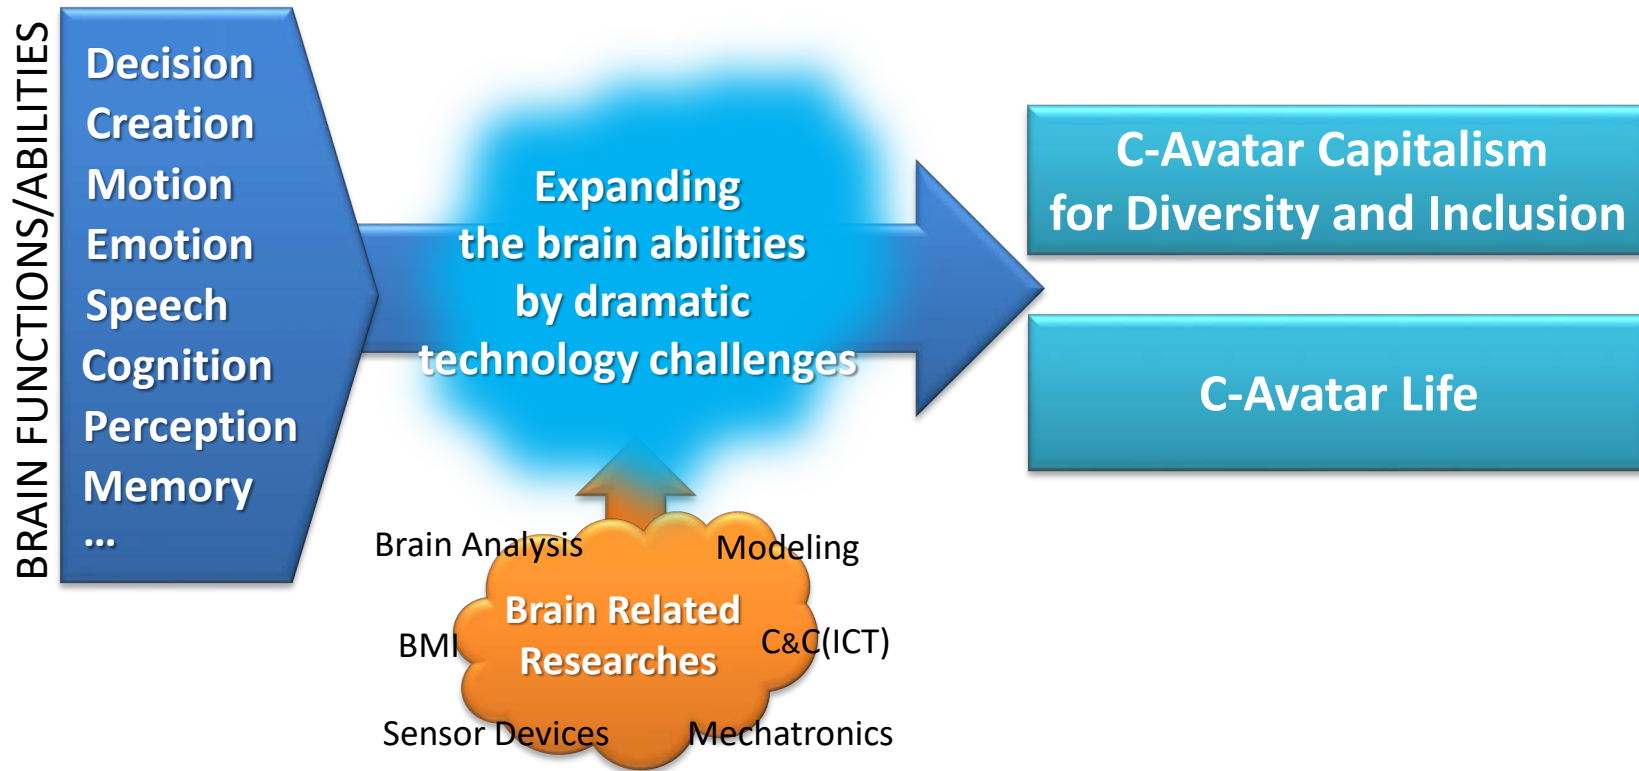 BRAIN FUNCTIONS/ABILITIES
Decision
Creation
Motion
Emotion
Speech
Cognition
Perception
Memory
...
Expanding
the brain abilities
by dramatic
technology challenges
C-Avatar Capitalism
for Diversity and Inclusion
C-Avatar Life
Brain Analysis
Modeling
Brain Related
Researches
BMI
C&C(ICT)
Sensor Devices
Mechatronics